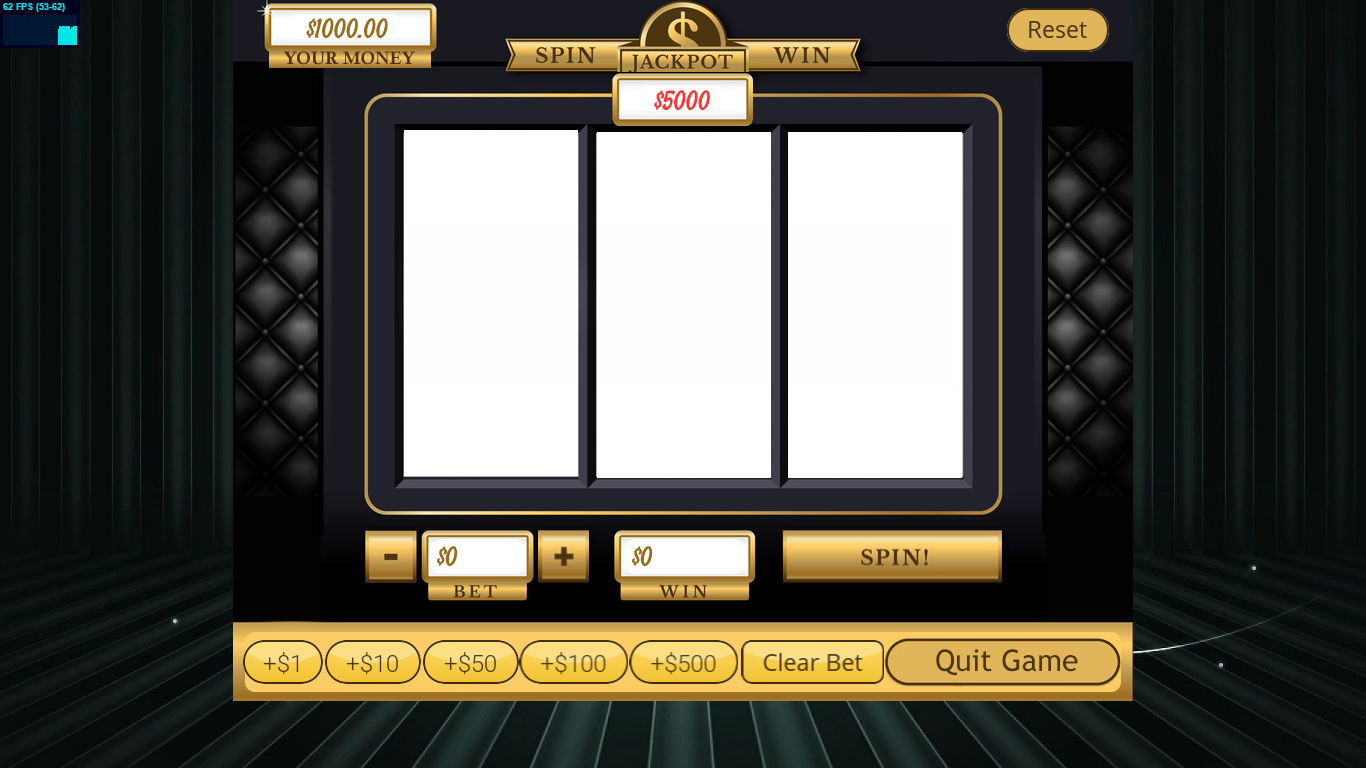 62 FPS (53-62)
$1000.00
YOUR MONEY
SPIN
JACKPOT
WIN
Reset
$5000
-
$0
BET
+
$0
WIN
SPIN!
+$1
+$10
+$50
+$100
+$500
Clear Bet
Quit Game